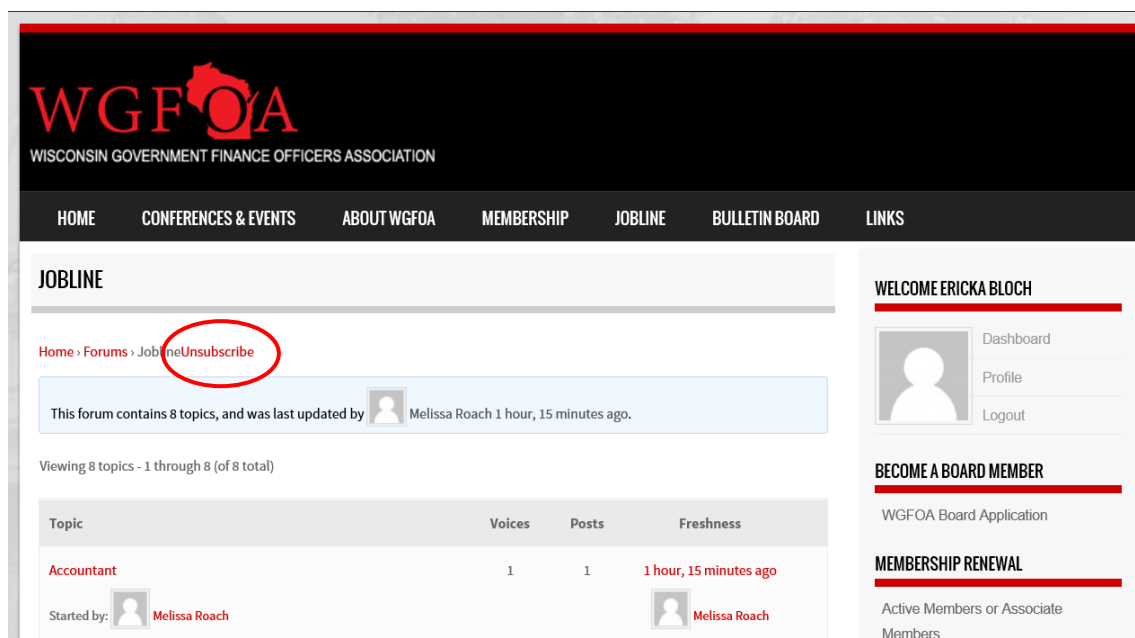 WGFOA
WISCONSIN GOVERNMENT FINANCE OFFICERS ASSOCIATION
HOME CONFERENCES & EVENTS ABOUT WGFOA MEMBERSHIP JOBLINE BULLETIN BOARD LINKS
JOBLINE
Home › Forums › JoblineUnsubscribe
This forum contains 8 topics, and was last updated by Melissa Roach 1 hour, 15 minutes ago.
Viewing 8 topics - 1 through 8 (of 8 total)
Topic Voices Posts Freshness
Accountant 1 1 1 hour, 15 minutes ago
Started by: Melissa Roach Melissa Roach
WELCOME ERICKA BLOCH
Dashboard
Profile
Logout
BECOME A BOARD MEMBER
WGFOA Board Application
MEMBERSHIP RENEWAL
Active Members or Associate
Members